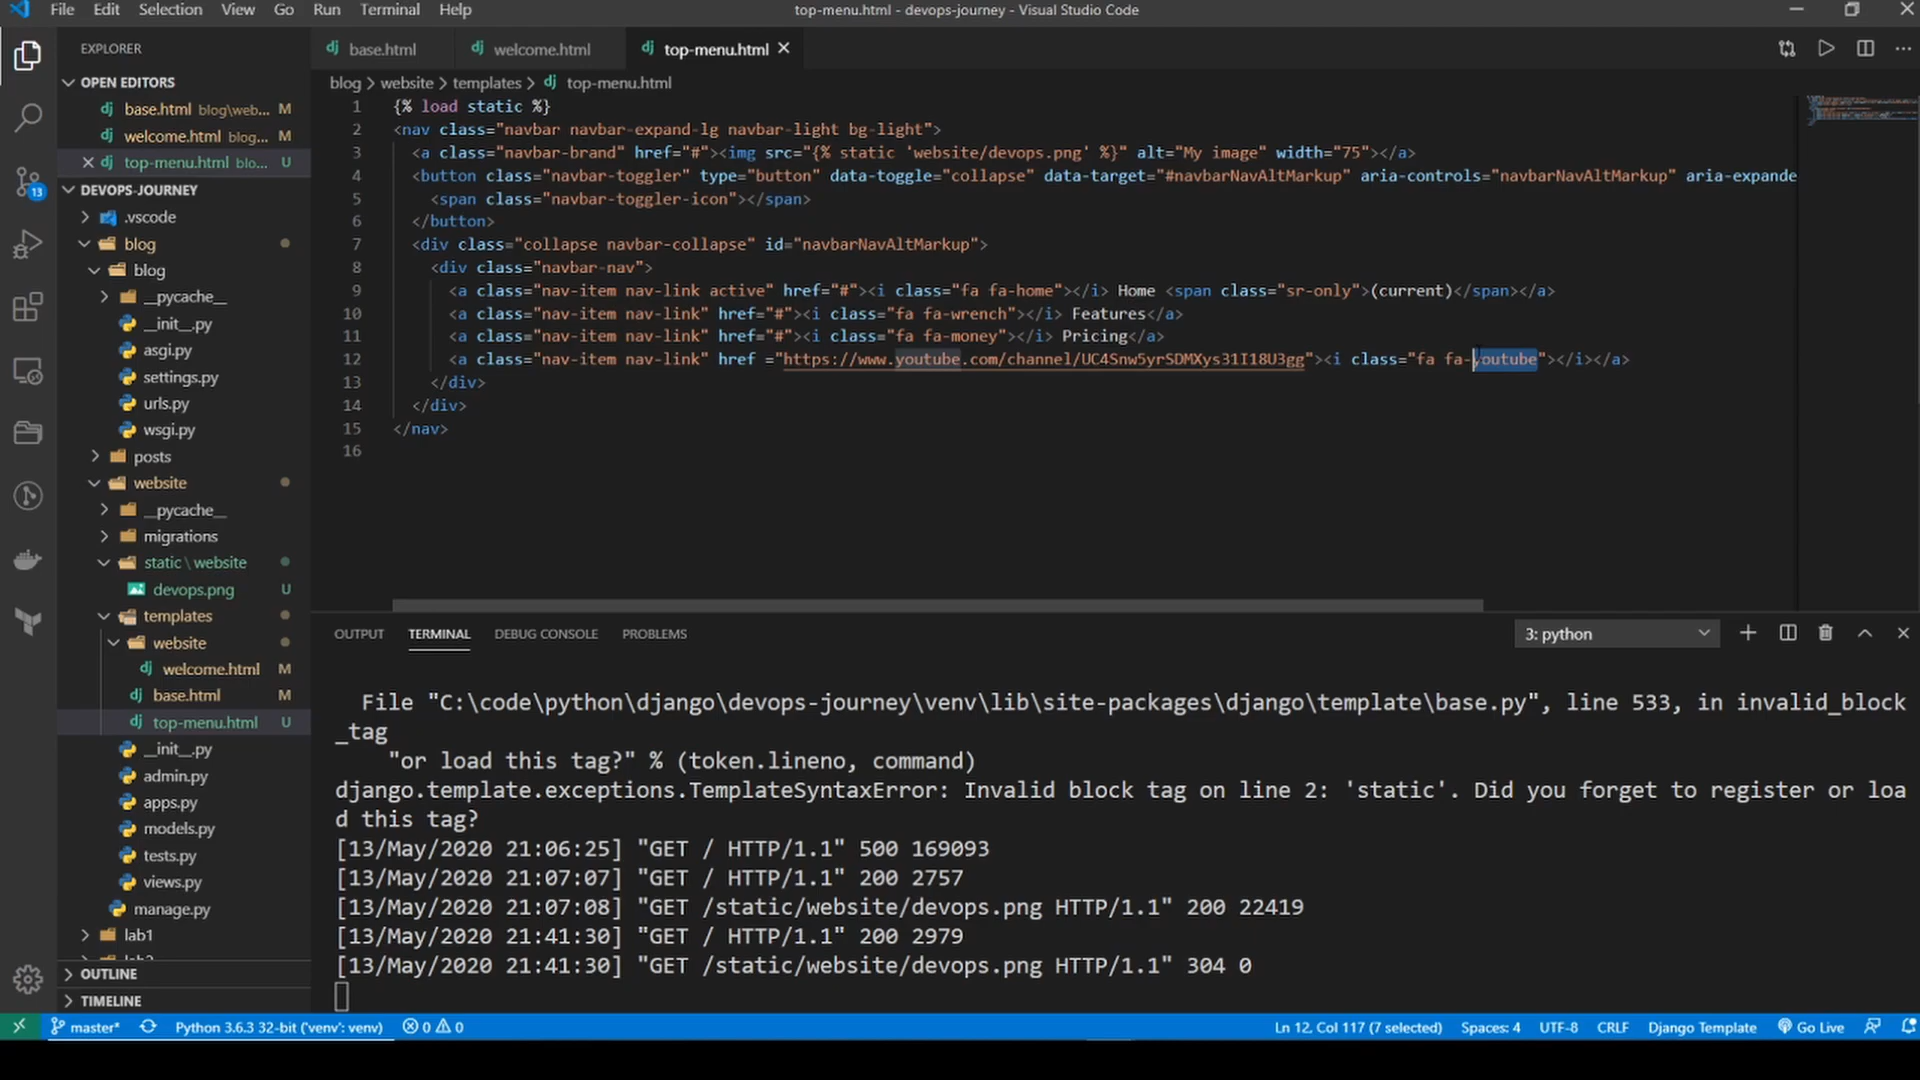 File Edit Selection View Go Run Terminal Help
top-menu.html - devops-journey - Visual Studio Code
EXPLORER
OPEN EDITORS
base.html blog\web... M
welcome.html blog... M
top-menu.html blo... U
13
DEVOPS-JOURNEY
.vscode
blog
blog
__pycache__
__init__.py
asgi.py
settings.py
urls.py
wsgi.py
posts
website
__pycache__
migrations
static \ website
devops.png U
templates
website
welcome.html M
base.html M
top-menu.html U
__init__.py
admin.py
apps.py
models.py
tests.py
views.py
manage.py
lab1
OUTLINE
TIMELINE
base.html welcome.html top-menu.html
blog > website > templates > top-menu.html
1 {% load static %}
2 <nav class="navbar navbar-expand-lg navbar-light bg-light">
3 <a class="navbar-brand" href="#"><img src="{% static 'website/devops.png' %}" alt="My image" width="75"></a>
4 <button class="navbar-toggler" type="button" data-toggle="collapse" data-target="#navbarNavAltMarkup" aria-controls="navbarNavAltMarkup" aria-expande
5 <span class="navbar-toggler-icon"></span>
6 </button>
7 <div class="collapse navbar-collapse" id="navbarNavAltMarkup">
8 <div class="navbar-nav">
9 <a class="nav-item nav-link active" href="#"><i class="fa fa-home"></i> Home <span class="sr-only">(current)</span></a>
10 <a class="nav-item nav-link" href="#"><i class="fa fa-wrench"></i> Features</a>
11 <a class="nav-item nav-link" href="#"><i class="fa fa-money"></i> Pricing</a>
12 <a class="nav-item nav-link" href ="https://www.youtube.com/channel/UC4Snw5yrSDMXys31I18U3gg"><i class="fa fa-youtube"></i></a>
13 </div>
14 </div>
15 </nav>
16
OUTPUT TERMINAL DEBUG CONSOLE PROBLEMS
3: python
File "C:\code\python\django\devops-journey\venv\lib\site-packages\django\template\base.py", line 533, in invalid_block
_tag
"or load this tag?" % (token.lineno, command)
django.template.exceptions.TemplateSyntaxError: Invalid block tag on line 2: 'static'. Did you forget to register or loa
d this tag?
[13/May/2020 21:06:25] "GET / HTTP/1.1" 500 169093
[13/May/2020 21:07:07] "GET / HTTP/1.1" 200 2757
[13/May/2020 21:07:08] "GET /static/website/devops.png HTTP/1.1" 200 22419
[13/May/2020 21:41:30] "GET / HTTP/1.1" 200 2979
[13/May/2020 21:41:30] "GET /static/website/devops.png HTTP/1.1" 304 0
master* Python 3.6.3 32-bit ('venv': venv) 0 0
Ln 12, Col 117 (7 selected) Spaces: 4 UTF-8 CRLF Django Template Go Live